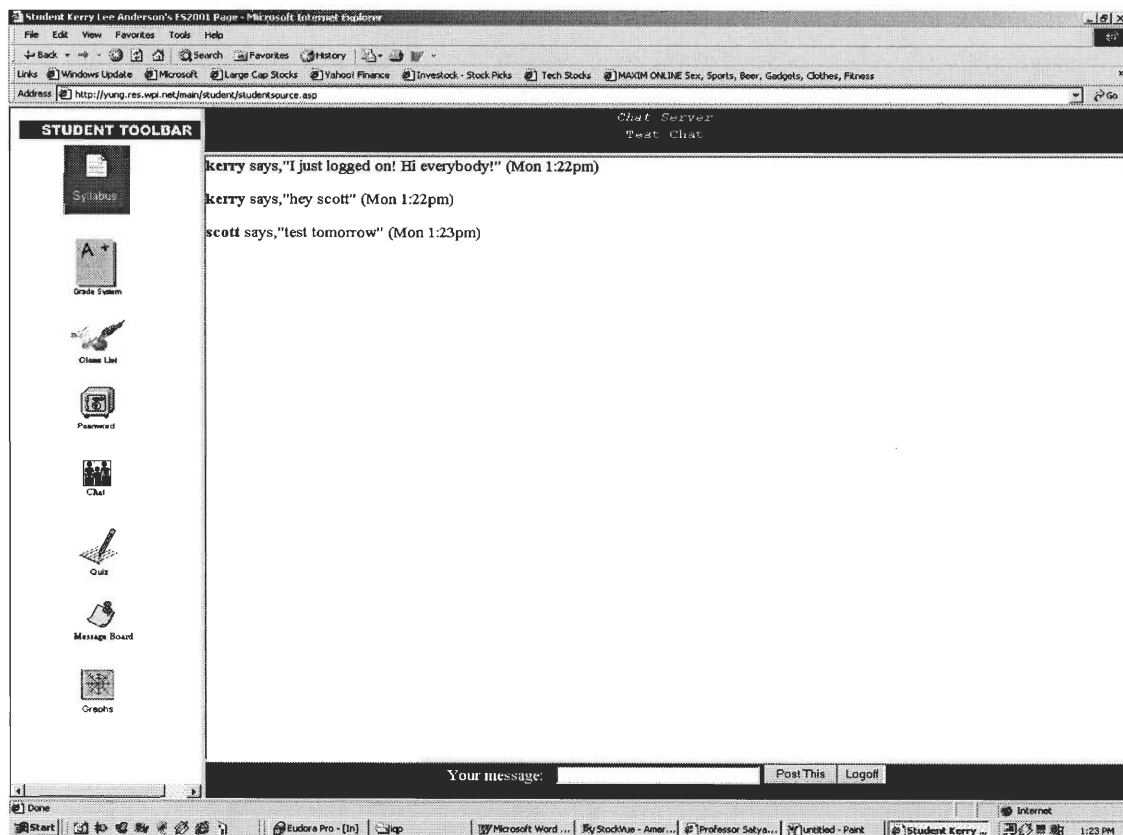 Student Kerry Lee Anderson's ES2001 Page - Microsoft Internet Explorer
File Edit View Favorites Tools Help
Back Search Favorites History
Links Windows Update Microsoft Large Cap Stocks Yahoo! Finance Investock - Stock Picks Tech Stocks MAXIM ONLINE Sex, Sports, Beer, Gadgets, Clothes, Fitness
Address http://yung.res.wpi.net/main/student/studentsource.asp Go
Chat Server
Test Chat
STUDENT TOOLBAR
Syllabus
A+
Grade System
Class List
Password
Chat
Quiz
Message Board
Graphs
kerry says,"I just logged on! Hi everybody!" (Mon 1:22pm)
kerry says,"hey scott" (Mon 1:22pm)
scott says,"test tomorrow" (Mon 1:23pm)
Your message: Post This Logoff
Done Internet
Start Eudora Pro - [In] iqp Microsoft Word ... StockVue - Amer... Professor Satya... untitled - Paint Student Kerry ... 1:23 PM